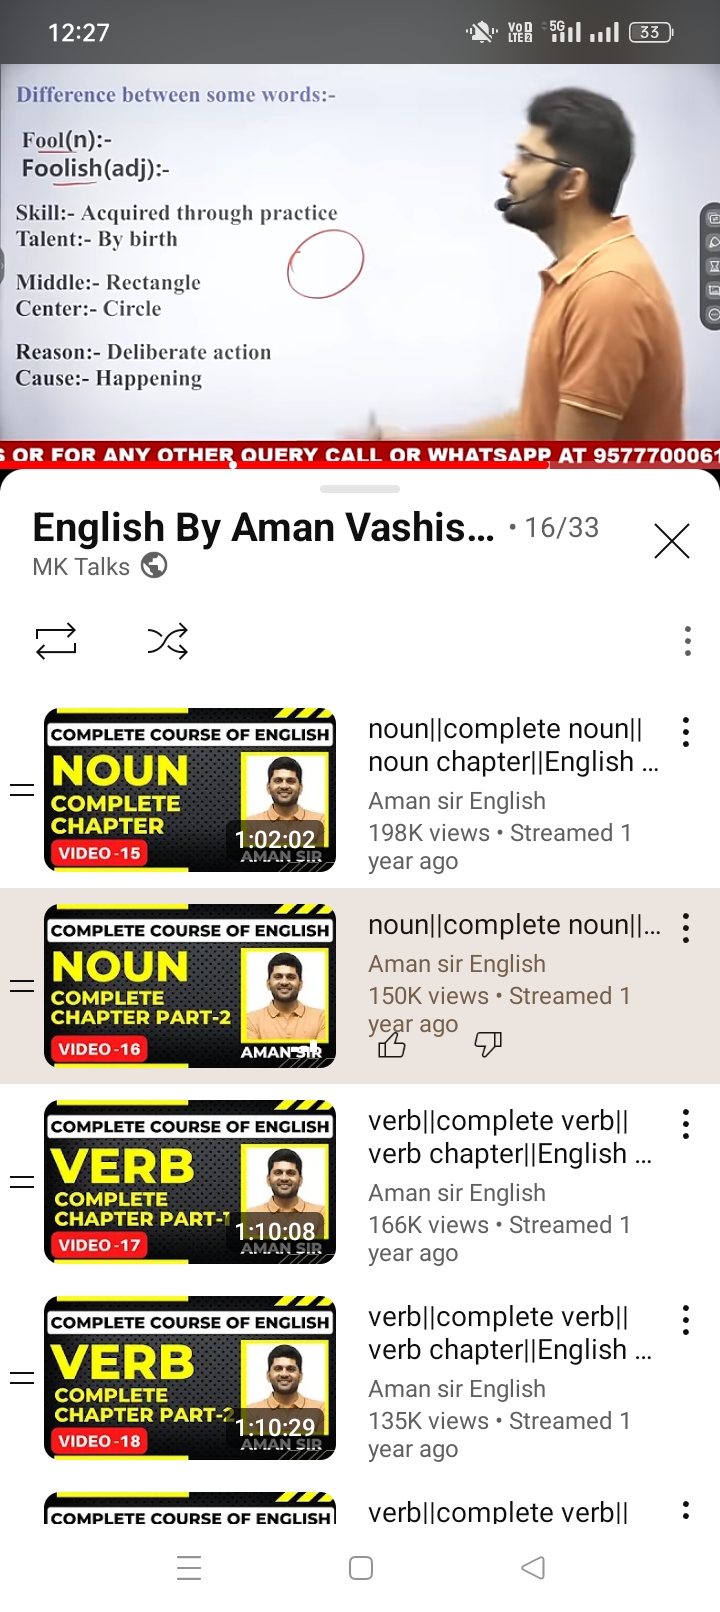 12:27
VoD LTE2 5G 33
Difference between some words:-
Fool(n):-
Foolish(adj):-
Skill:- Acquired through practice
Talent:- By birth
Middle:- Rectangle
Center:- Circle
Reason:- Deliberate action
Cause:- Happening
S OR FOR ANY OTHER QUERY CALL OR WHATSAPP AT 9577700061
English By Aman Vashis... • 16/33
MK Talks
COMPLETE COURSE OF ENGLISH
NOUN
COMPLETE
CHAPTER
VIDEO -15
1:02:02
AMAN SIR
noun||complete noun||
noun chapter||English ...
Aman sir English
198K views • Streamed 1
year ago
COMPLETE COURSE OF ENGLISH
NOUN
COMPLETE
CHAPTER PART-2
VIDEO -16
AMAN SIR
noun||complete noun||...
Aman sir English
150K views • Streamed 1
year ago
COMPLETE COURSE OF ENGLISH
VERB
COMPLETE
CHAPTER PART-1
VIDEO -17
1:10:08
AMAN SIR
verb||complete verb||
verb chapter||English ...
Aman sir English
166K views • Streamed 1
year ago
COMPLETE COURSE OF ENGLISH
VERB
COMPLETE
CHAPTER PART-2
VIDEO -18
1:10:29
AMAN SIR
verb||complete verb||
verb chapter||English ...
Aman sir English
135K views • Streamed 1
year ago
COMPLETE COURSE OF ENGLISH
verb||complete verb||